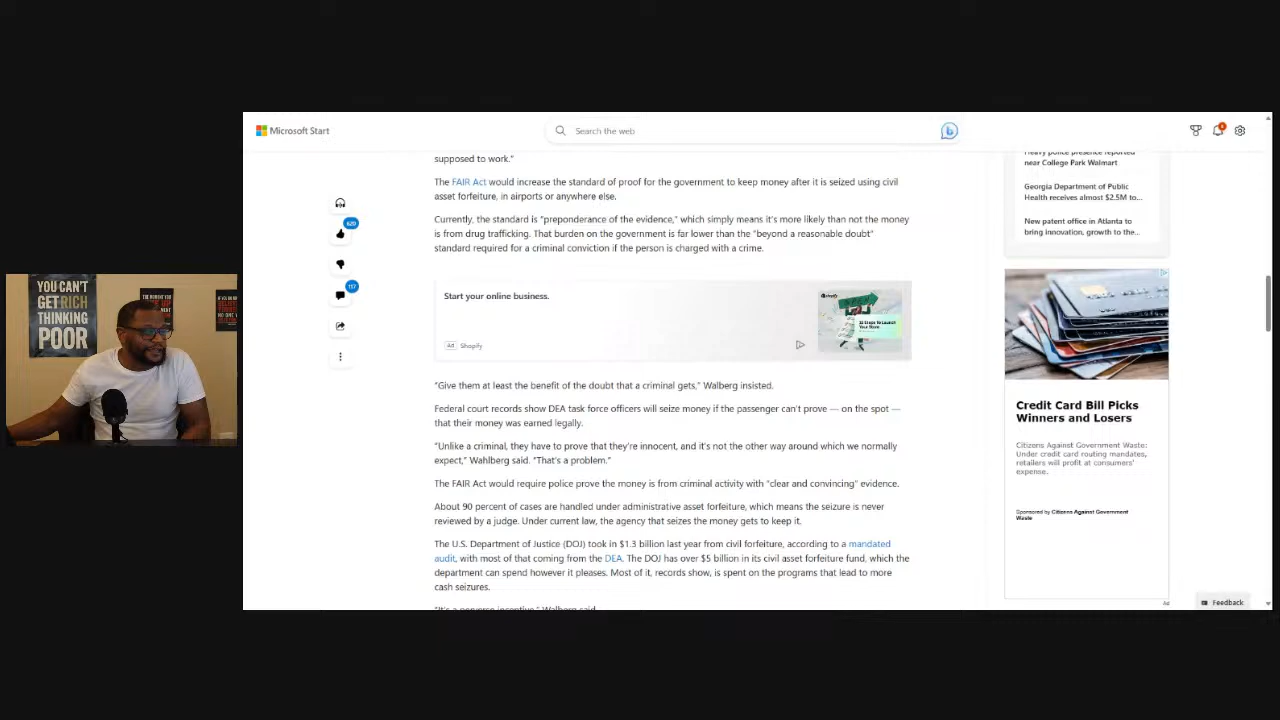 Microsoft Start
Search the web
supposed to work."
The FAIR Act would increase the standard of proof for the government to keep money after it is seized using civil
asset forfeiture, in airports or anywhere else.
Currently, the standard is "preponderance of the evidence," which simply means it's more likely than not the money
is from drug trafficking. That burden on the government is far lower than the "beyond a reasonable doubt"
standard required for a criminal conviction if the person is charged with a crime.
620
117
Start your online business.
Ad Shopify
"Give them at least the benefit of the doubt that a criminal gets," Walberg insisted.
Federal court records show DEA task force officers will seize money if the passenger can't prove — on the spot —
that their money was earned legally.
"Unlike a criminal, they have to prove that they're innocent, and it's not the other way around which we normally
expect," Wahlberg said. "That's a problem."
The FAIR Act would require police prove the money is from criminal activity with "clear and convincing" evidence.
About 90 percent of cases are handled under administrative asset forfeiture, which means the seizure is never
reviewed by a judge. Under current law, the agency that seizes the money gets to keep it.
The U.S. Department of Justice (DOJ) took in $1.3 billion last year from civil forfeiture, according to a mandated
audit, with most of that coming from the DEA. The DOJ has over $5 billion in its civil asset forfeiture fund, which the
department can spend however it pleases. Most of it, records show, is spent on the programs that lead to more
cash seizures.
"It's a perverse incentive," Walberg said.
Heavy police presence reported
near College Park Walmart
Georgia Department of Public
Health receives almost $2.5M to...
New patent office in Atlanta to
bring innovation, growth to the...
Credit Card Bill Picks
Winners and Losers
Citizens Against Government Waste:
Under credit card routing mandates,
retailers will profit at consumers'
expense.
Sponsored by Citizens Against Government
Waste
Ad
Feedback
YOU CAN'T
GET RICH
THINKING
POOR